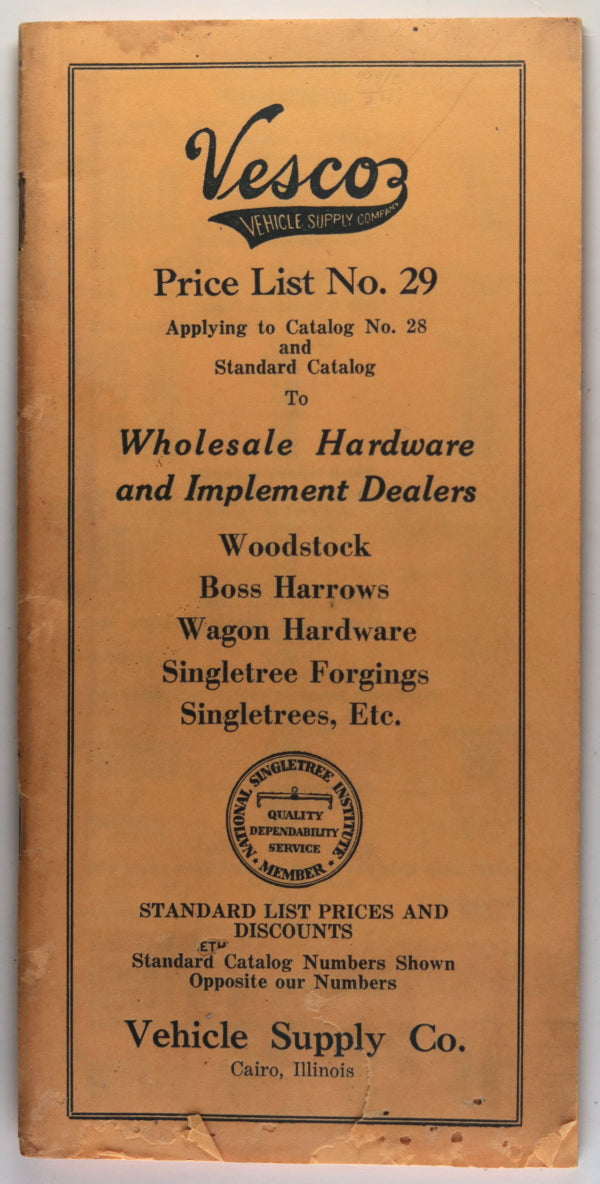 Vesco
VEHICLE SUPPLY COMPANY
Price List No. 29
Applying to Catalog No. 28
and
Standard Catalog
To
Wholesale Hardware
and Implement Dealers
Woodstock
Boss Harrows
Wagon Hardware
Singletree Forgings
Singletrees, Etc.
NATIONAL SINGLETREE INSTITUTE
QUALITY
DEPENDABILITY
SERVICE
★ MEMBER ★
STANDARD LIST PRICES AND
DISCOUNTS
ETH
Standard Catalog Numbers Shown
Opposite our Numbers
Vehicle Supply Co.
Cairo, Illinois